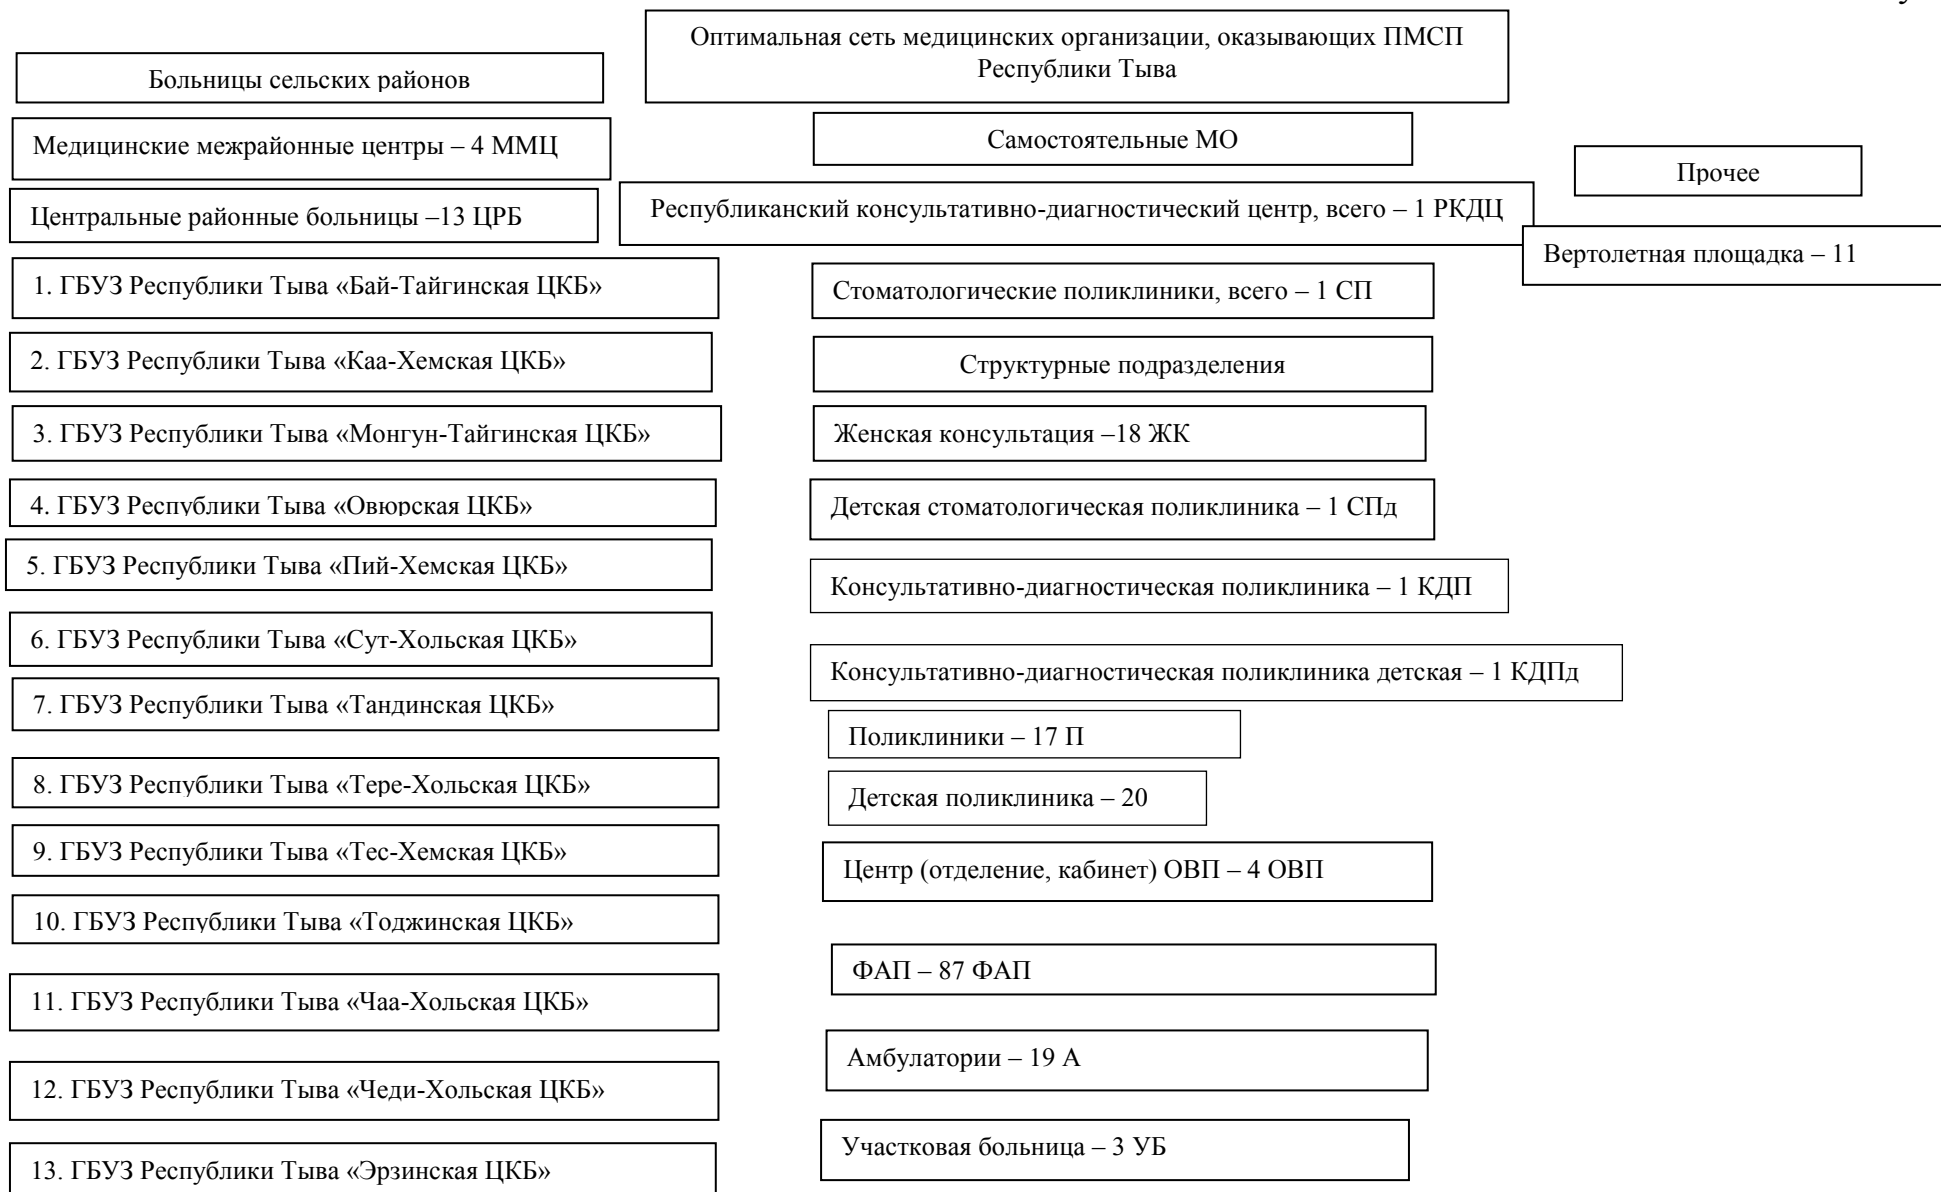 Оптимальная сеть медицинских организации, оказывающих ПМСП
Республики Тыва
Больницы сельских районов
Медицинские межрайонные центры – 4 ММЦ
Центральные районные больницы –13 ЦРБ
1. ГБУЗ Республики Тыва «Бай-Тайгинская ЦКБ»
2. ГБУЗ Республики Тыва «Каа-Хемская ЦКБ»
3. ГБУЗ Республики Тыва «Монгун-Тайгинская ЦКБ»
4. ГБУЗ Республики Тыва «Овюрская ЦКБ»
5. ГБУЗ Республики Тыва «Пий-Хемская ЦКБ»
6. ГБУЗ Республики Тыва «Сут-Хольская ЦКБ»
7. ГБУЗ Республики Тыва «Тандинская ЦКБ»
8. ГБУЗ Республики Тыва «Тере-Хольская ЦКБ»
9. ГБУЗ Республики Тыва «Тес-Хемская ЦКБ»
10. ГБУЗ Республики Тыва «Тоджинская ЦКБ»
11. ГБУЗ Республики Тыва «Чаа-Хольская ЦКБ»
12. ГБУЗ Республики Тыва «Чеди-Хольская ЦКБ»
13. ГБУЗ Республики Тыва «Эрзинская ЦКБ»
Самостоятельные МО
Республиканский консультативно-диагностический центр, всего – 1 РКДЦ
Стоматологические поликлиники, всего – 1 СП
Структурные подразделения
Женская консультация –18 ЖК
Детская стоматологическая поликлиника – 1 СПд
Консультативно-диагностическая поликлиника – 1 КДП
Консультативно-диагностическая поликлиника детская – 1 КДПд
Поликлиники – 17 П
Детская поликлиника – 20
Центр (отделение, кабинет) ОВП – 4 ОВП
ФАП – 87 ФАП
Амбулатории – 19 А
Участковая больница – 3 УБ
Прочее
Вертолетная площадка – 11